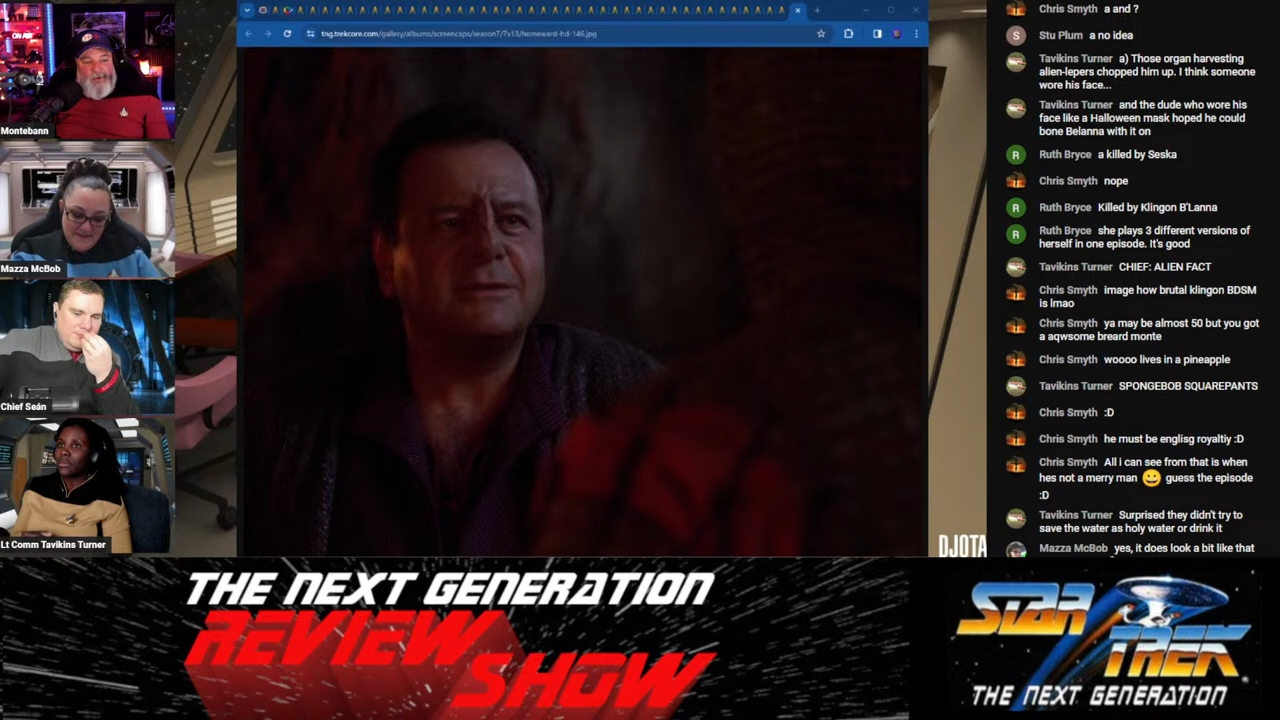 tng.trekcore.com/gallery/albums/screencaps/season7/7x13/homeward-hd-146.jpg
ON AIR
Montebann
Mazza McBob
Chief Seán
Lt Comm Tavikins Turner
DJOTA
Chris Smyth a and ?
S Stu Plum a no idea
Tavikins Turner a) Those organ harvesting
alien-lepers chopped him up. I think someone
wore his face...
Tavikins Turner and the dude who wore his
face like a Halloween mask hoped he could
bone Belanna with it on
R Ruth Bryce a killed by Seska
Chris Smyth nope
R Ruth Bryce Killed by Klingon B'Lanna
R Ruth Bryce she plays 3 different versions of
herself in one episode. It's good
Tavikins Turner CHIEF: ALIEN FACT
Chris Smyth image how brutal klingon BDSM
is lmao
Chris Smyth ya may be almost 50 but you got
a aqwsome breard monte
Chris Smyth woooo lives in a pineapple
Tavikins Turner SPONGEBOB SQUAREPANTS
Chris Smyth :D
Chris Smyth he must be englisg royaltiy :D
Chris Smyth All i can see from that is when
hes not a merry man 😀 guess the episode
:D
Tavikins Turner Surprised they didn't try to
save the water as holy water or drink it
Mazza McBob yes, it does look a bit like that
THE NEXT GENERATION
REVIEW
SHOW
STAR
TREK
THE NEXT GENERATION